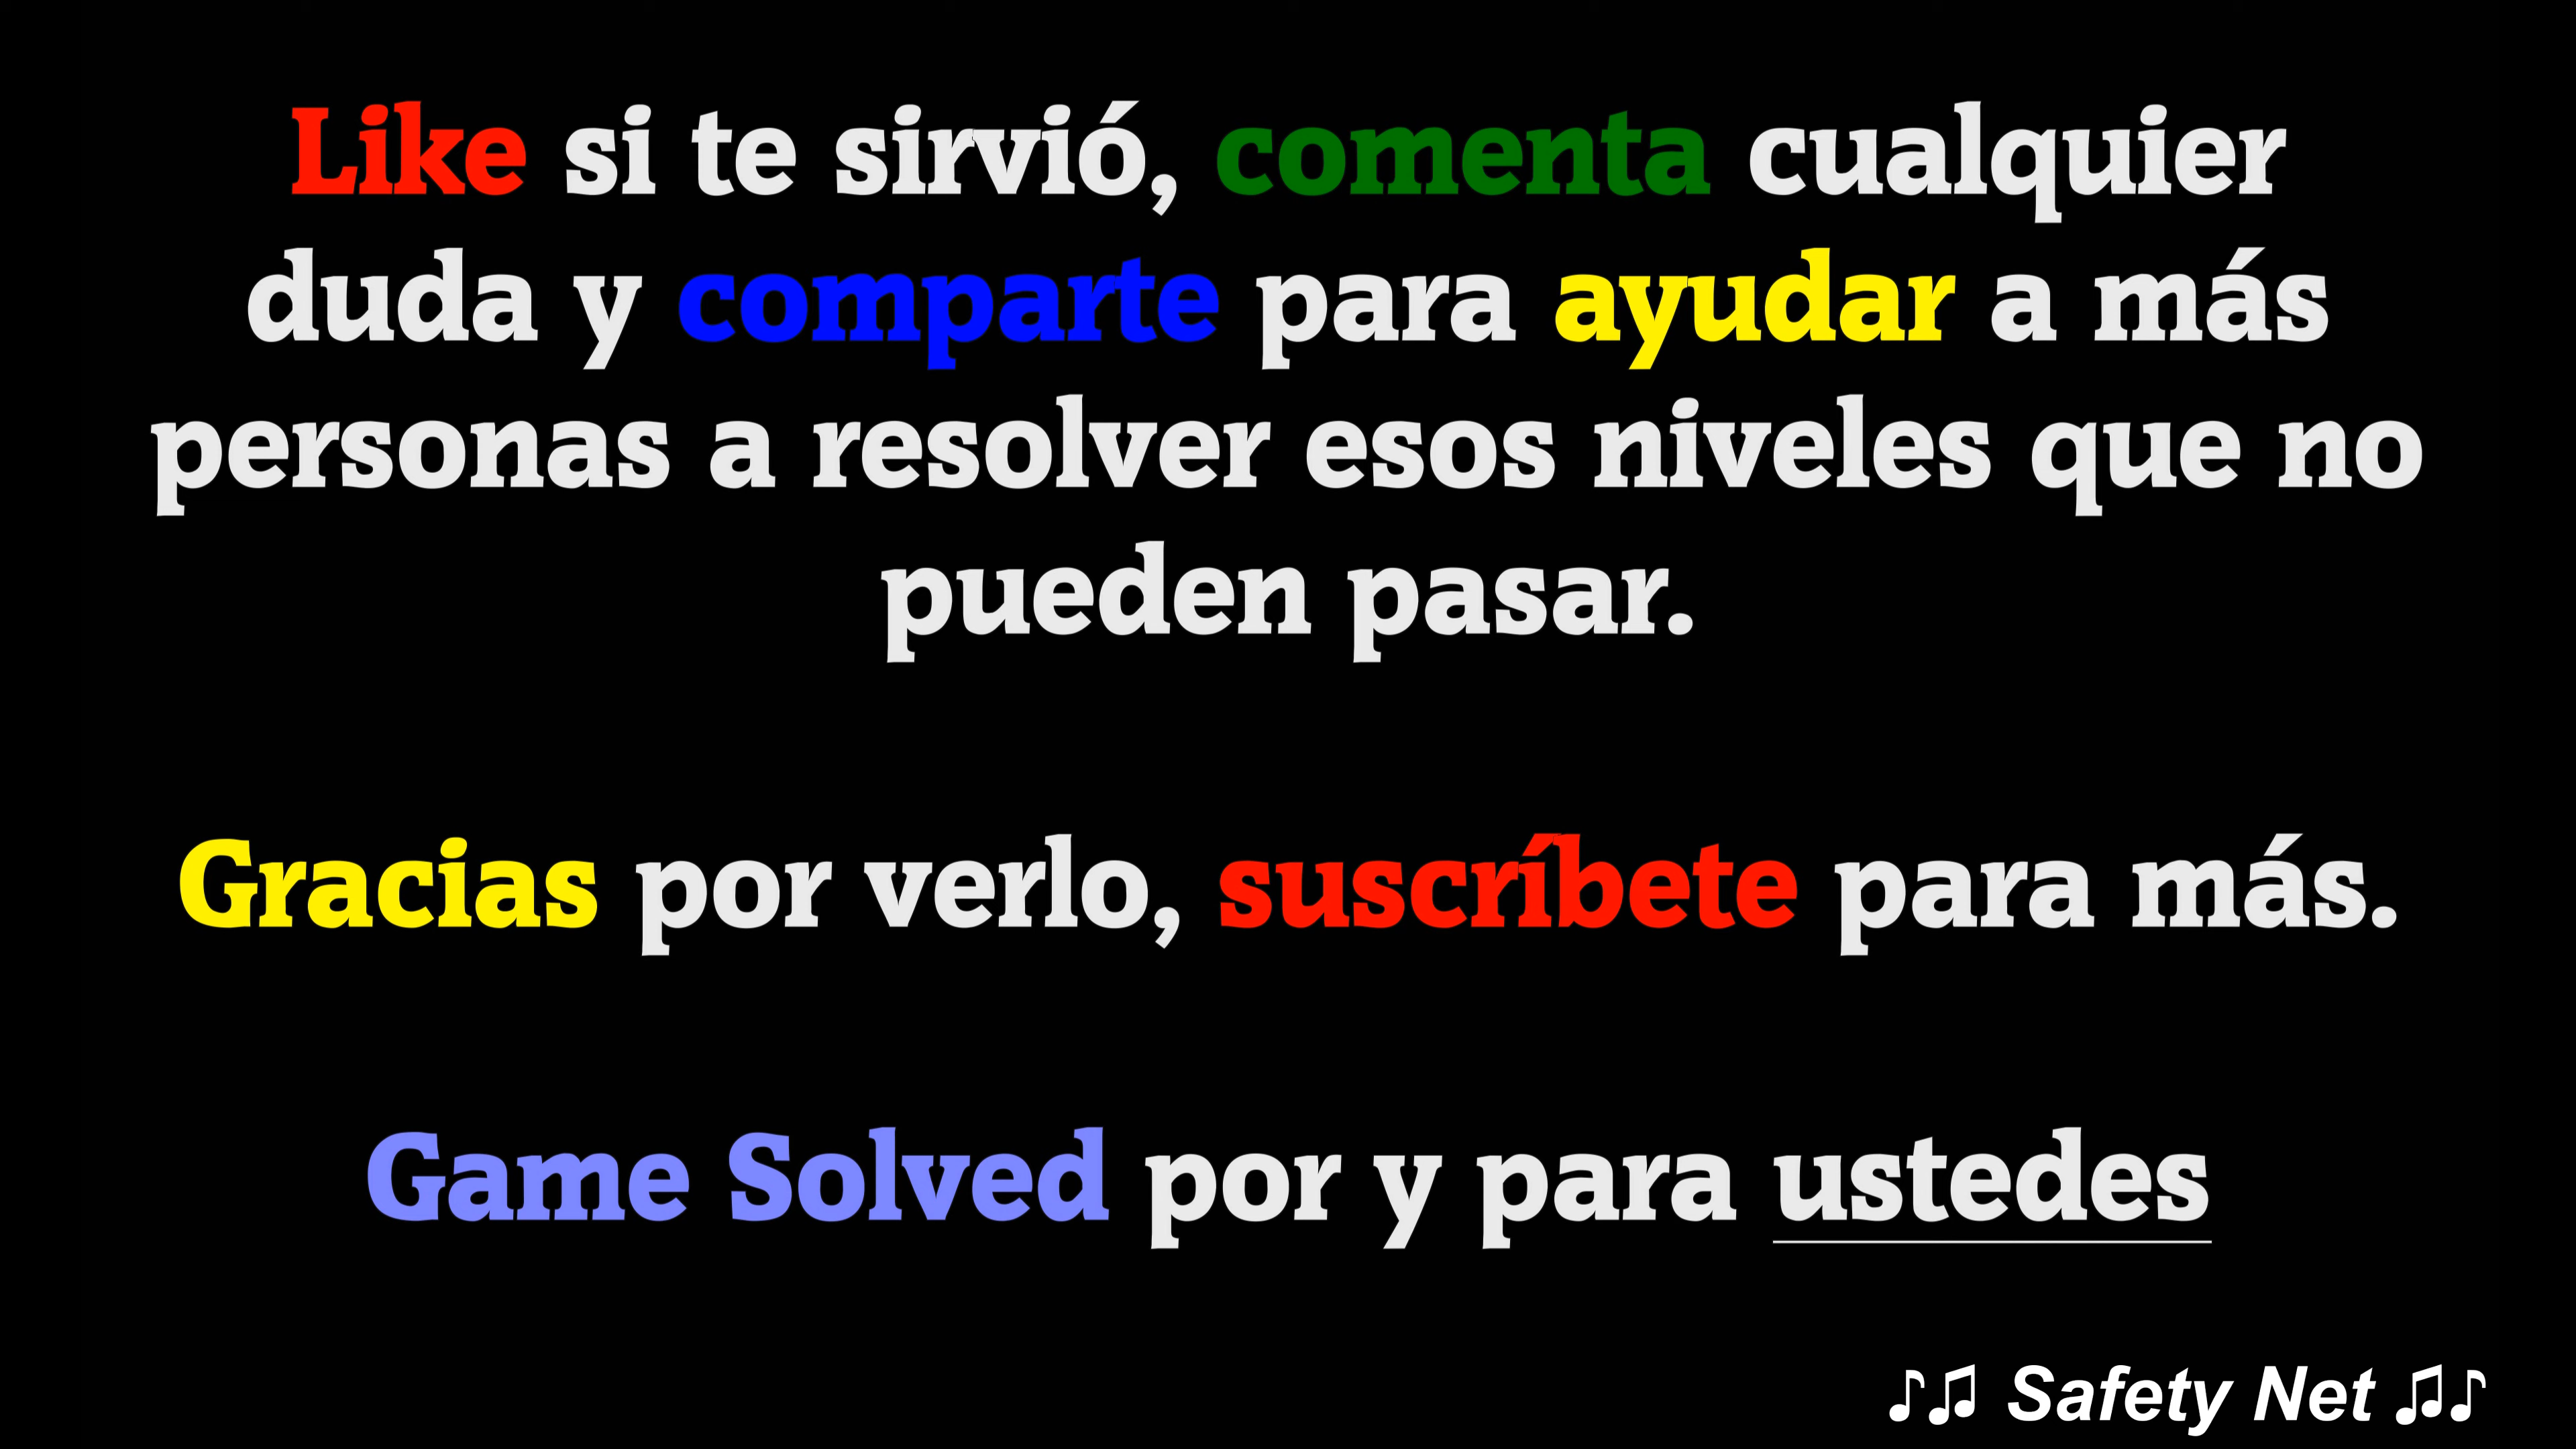 Like si te sirvió, comenta cualquier
duda y comparte para ayudar a más
personas a resolver esos niveles que no
pueden pasar.
Gracias por verlo, suscríbete para más.
Game Solved por y para ustedes
♪♫ Safety Net ♫♪